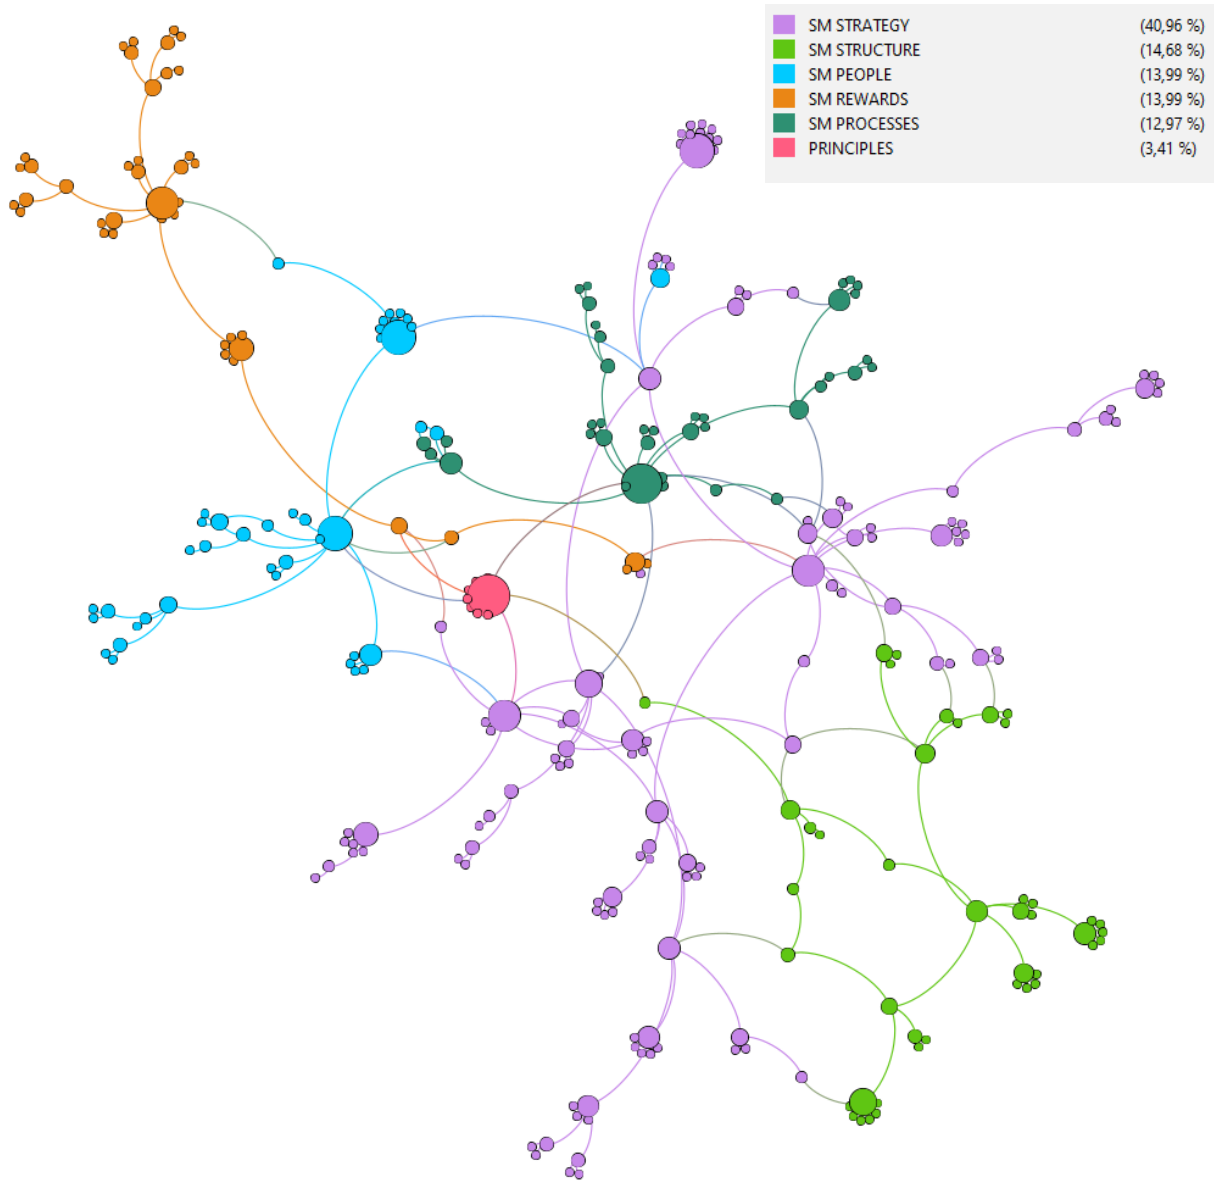 SM STRATEGY (40,96 %)
SM STRUCTURE (14,68 %)
SM PEOPLE (13,99 %)
SM REWARDS (13,99 %)
SM PROCESSES (12,97 %)
PRINCIPLES (3,41 %)